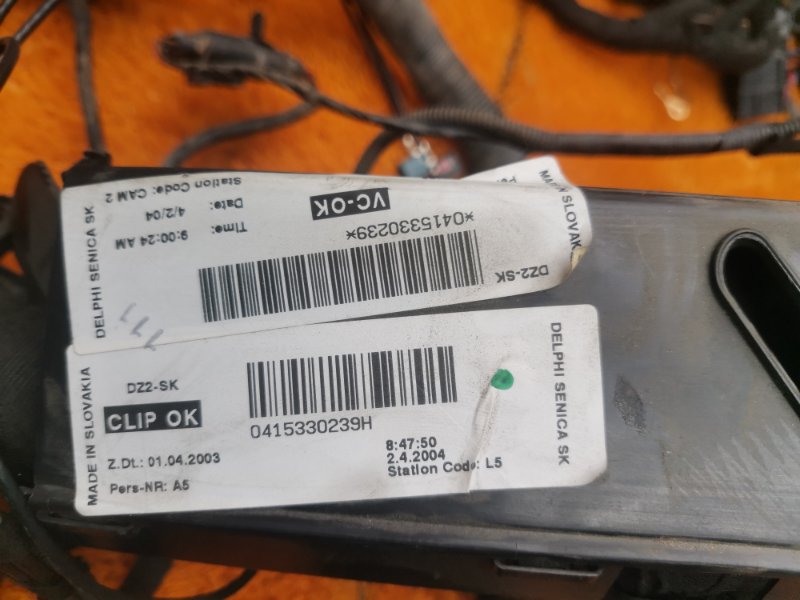 DELPHI SENICA SK
Station Code: CAM 2
Date: 4/2/04
Time: 9:00:24 AM
VC-OK
*0415330239*
DZ2-SK
SLOVAK
MADE IN SLOVAKIA
DZ2-SK
CLIP OK
0415330239H
Z.Dt.: 01.04.2003
Pers-NR: A5
8:47:50
2.4.2004
Station Code: L5
DELPHI SENICA SK